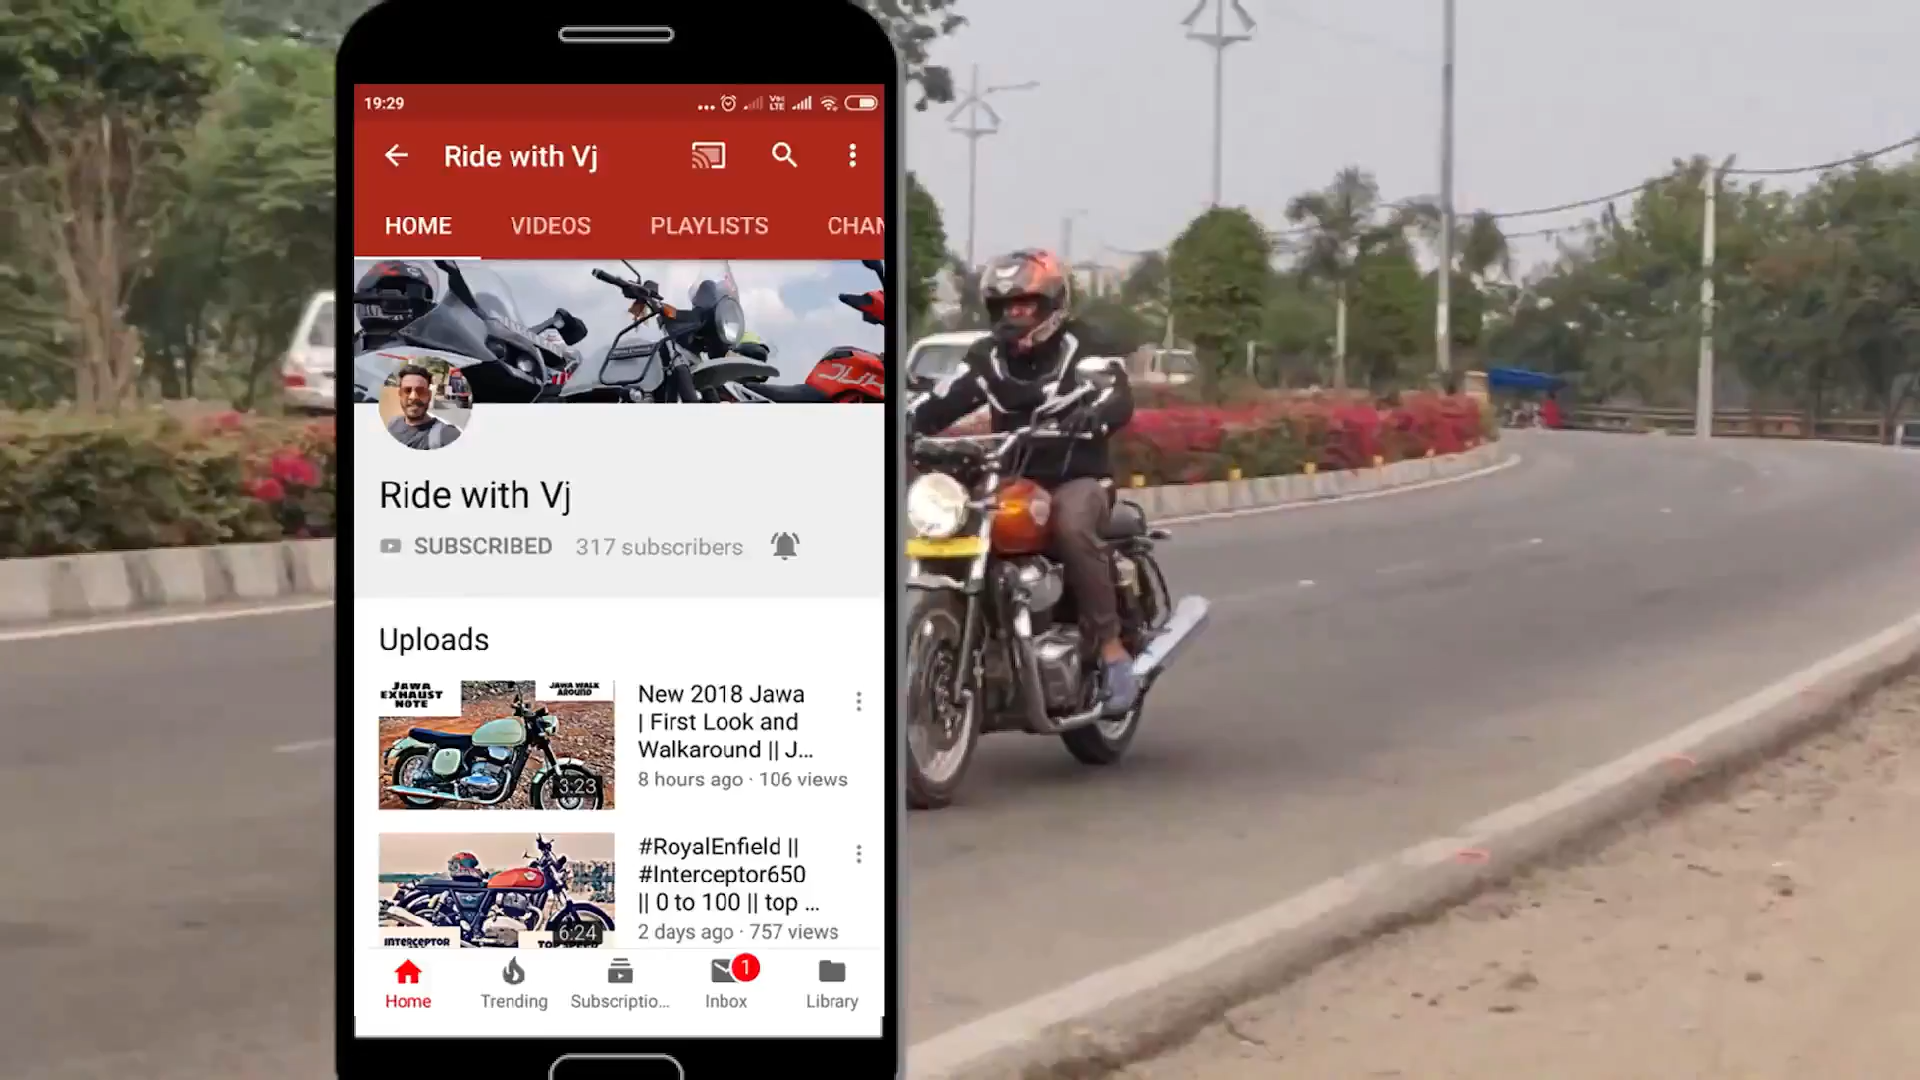 19:29
Ride with Vj
HOME VIDEOS PLAYLISTS CHAN
Ride with Vj
SUBSCRIBED 317 subscribers
Uploads
JAWA
EXHAUST
NOTE
JAWA WALK
AROUND
3:23
New 2018 Jawa
| First Look and
Walkaround || J...
8 hours ago · 106 views
6:24
INTERCEPTOR
TOP SPEED
#RoyalEnfield ||
#Interceptor650
|| 0 to 100 || top ...
2 days ago · 757 views
Home Trending Subscriptio... Inbox 1 Library